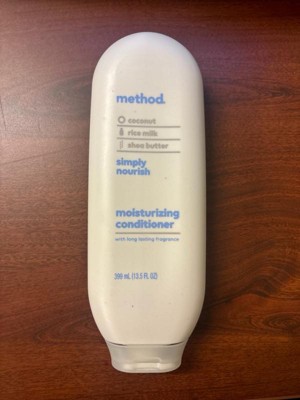 method.
coconut
rice milk
shea butter
simply
nourish
moisturizing
conditioner
with long lasting fragrance
399 mL (13.5 FL OZ)